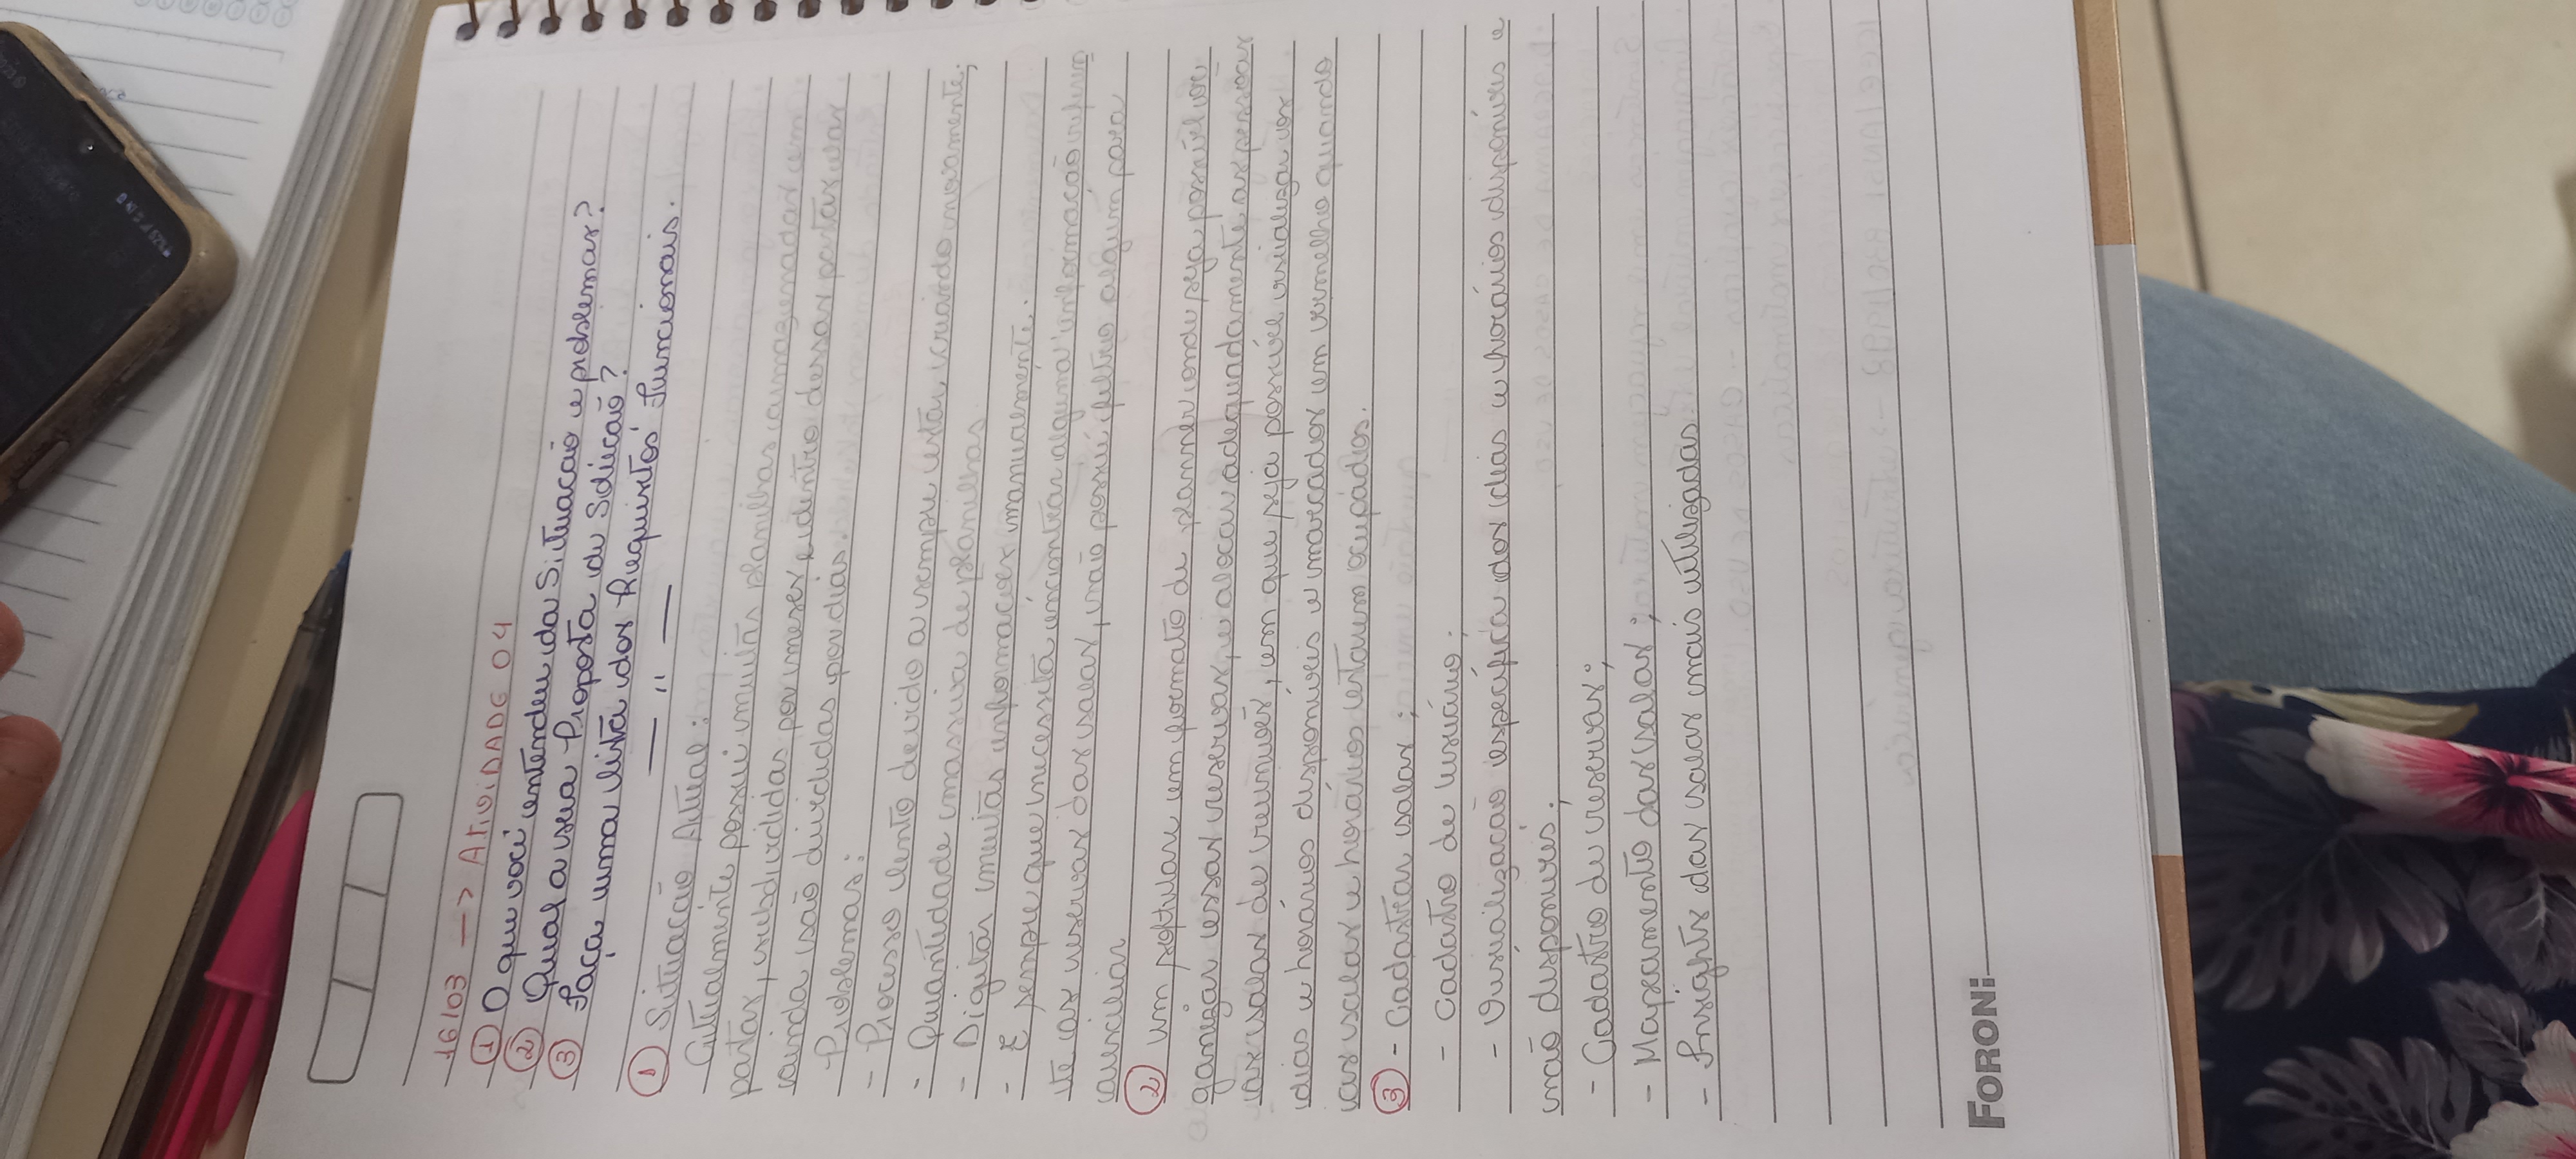 16/03 -> ATIVIDADE 04
① O que você entendeu da Situação e problemas?
② Qual a sua Proposta de Solução?
③ Faça uma lista dos Requisitos Funcionais.
— " —
① Situação Atual:
Atualmente possui muitas planilhas armazenadas em
pastas, subdivididas por meses e dentro dessas pastas elas
ainda são divididas por dias.
Problemas:
- Processo lento devido a sempre estar criando novamente;
- Quantidade massiva de planilhas
- Digitar muitas informações manualmente.
- E sempre que necessita encontrar alguma informação referen
te as reservas das salas, não possui filtro algum para
auxiliar
② Um software em formato de planner onde seja possível or
ganizar essas reservas, e alocar adequadamente as pessoas
as salas de reuniões, em que seja possível visualizar os
dias e horários disponíveis e marcados em vermelho quando
as salas e horários estarem ocupados.
③ - Cadastrar salas;
- Cadastro de usuário;
- Visualização específica dos dias e horários disponíveis e
não disponíveis;
- Cadastro de reservas;
- Mapeamento das salas;
- Insights das salas mais utilizadas.
FORONI